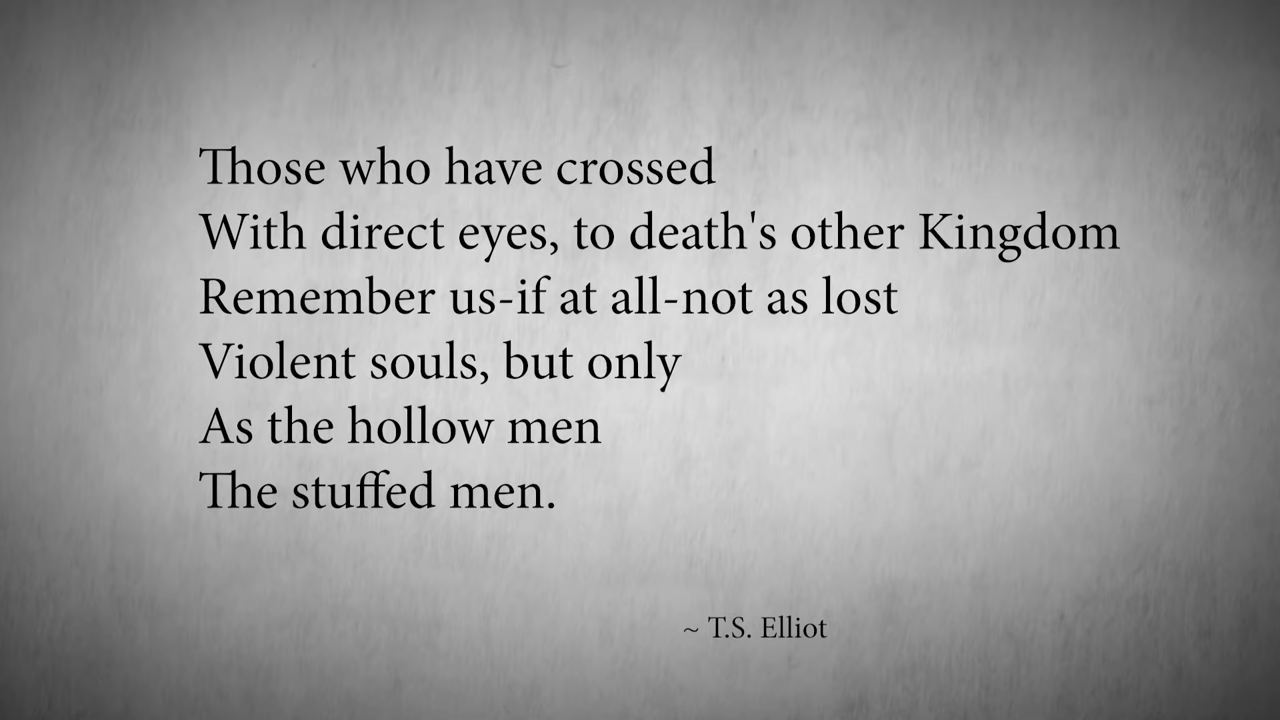 Those who have crossed
With direct eyes, to death's other Kingdom
Remember us-if at all-not as lost
Violent souls, but only
As the hollow men
The stuffed men.
~ T.S. Elliot